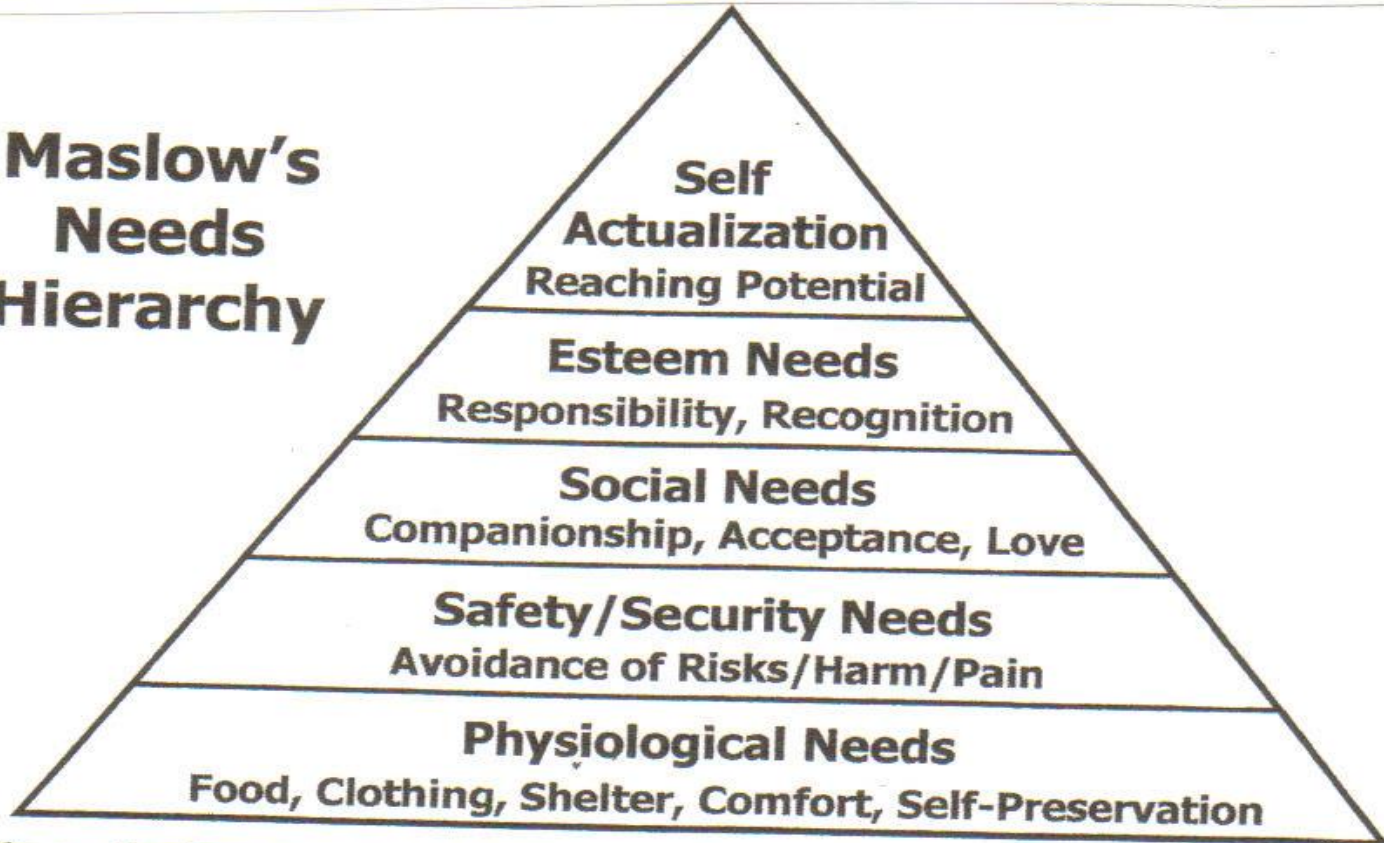 Maslow's
Needs
Hierarchy
Self
Actualization
Reaching Potential
Esteem Needs
Responsibility, Recognition
Social Needs
Companionship, Acceptance, Love
Safety/Security Needs
Avoidance of Risks/Harm/Pain
Physiological Needs
Food, Clothing, Shelter, Comfort, Self-Preservation